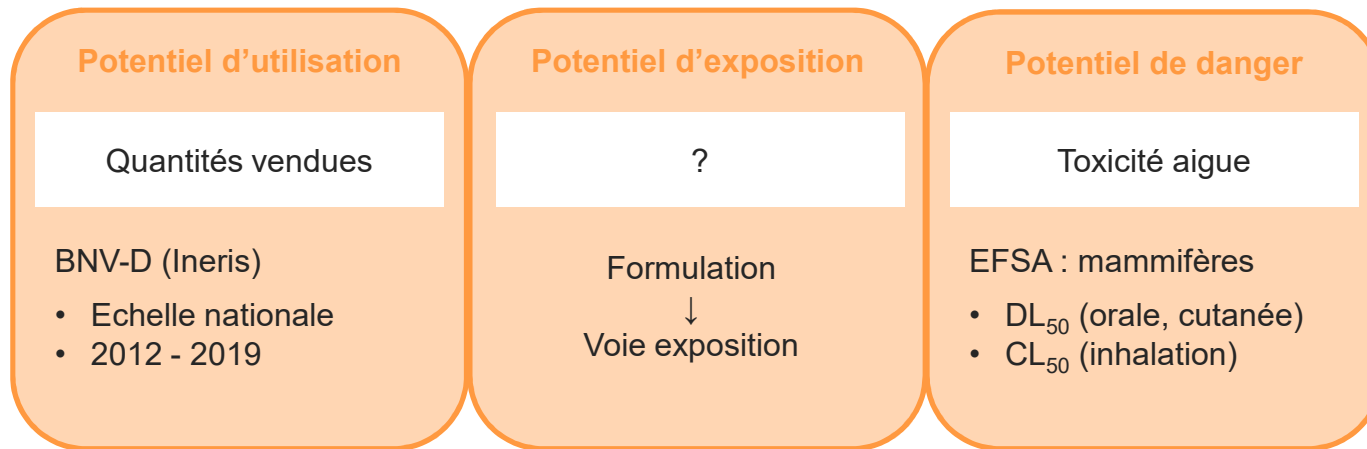 Potentiel d'utilisation
Quantités vendues
BNV-D (Ineris)
• Echelle nationale
• 2012 - 2019
Potentiel d'exposition
?
Formulation
↓
Voie exposition
Potentiel de danger
Toxicité aigue
EFSA : mammifères
• DL50 (orale, cutanée)
• CL50 (inhalation)